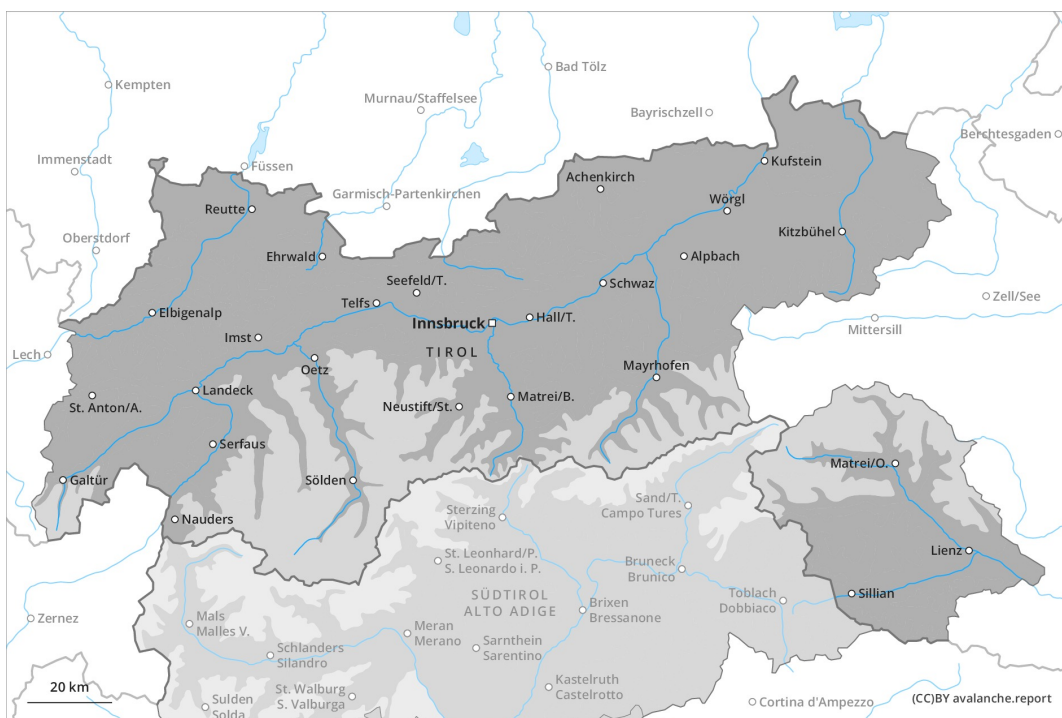 Kempten
Bad Tölz
Murnau/Staffelsee
Bayrischzell
Berchtesgaden
Immenstadt
Füssen
Kufstein
Achenkirch
Garmisch-Partenkirchen
Reutte
Wörgl
Kitzbühel
Oberstdorf
Ehrwald
Alpbach
Seefeld/T.
Schwaz
Zell/See
Telfs
Elbigenalp
Innsbruck
Hall/T.
Mittersill
Imst
TIROL
Lech
Oetz
Mayrhofen
Landeck
St. Anton/A.
Neustift/St.
Matrei/B.
Serfaus
Matrei/O.
Galtür
Sölden
Sand/T.
Campo Tures
Nauders
Sterzing
Vipiteno
Lienz
St. Leonhard/P.
S. Leonardo i. P.
Bruneck
Brunico
SÜDTIROL
ALTO ADIGE
Toblach
Dobbiaco
Sillian
Brixen
Bressanone
Zernez
Mals
Malles V.
Meran
Merano
Sarnthein
Sarentino
Schlanders
Silandro
20 km
St. Walburg
S. Valburga
Kastelruth
Castelrotto
Sulden
Solda
Cortina d'Ampezzo
(CC)BY avalanche.report